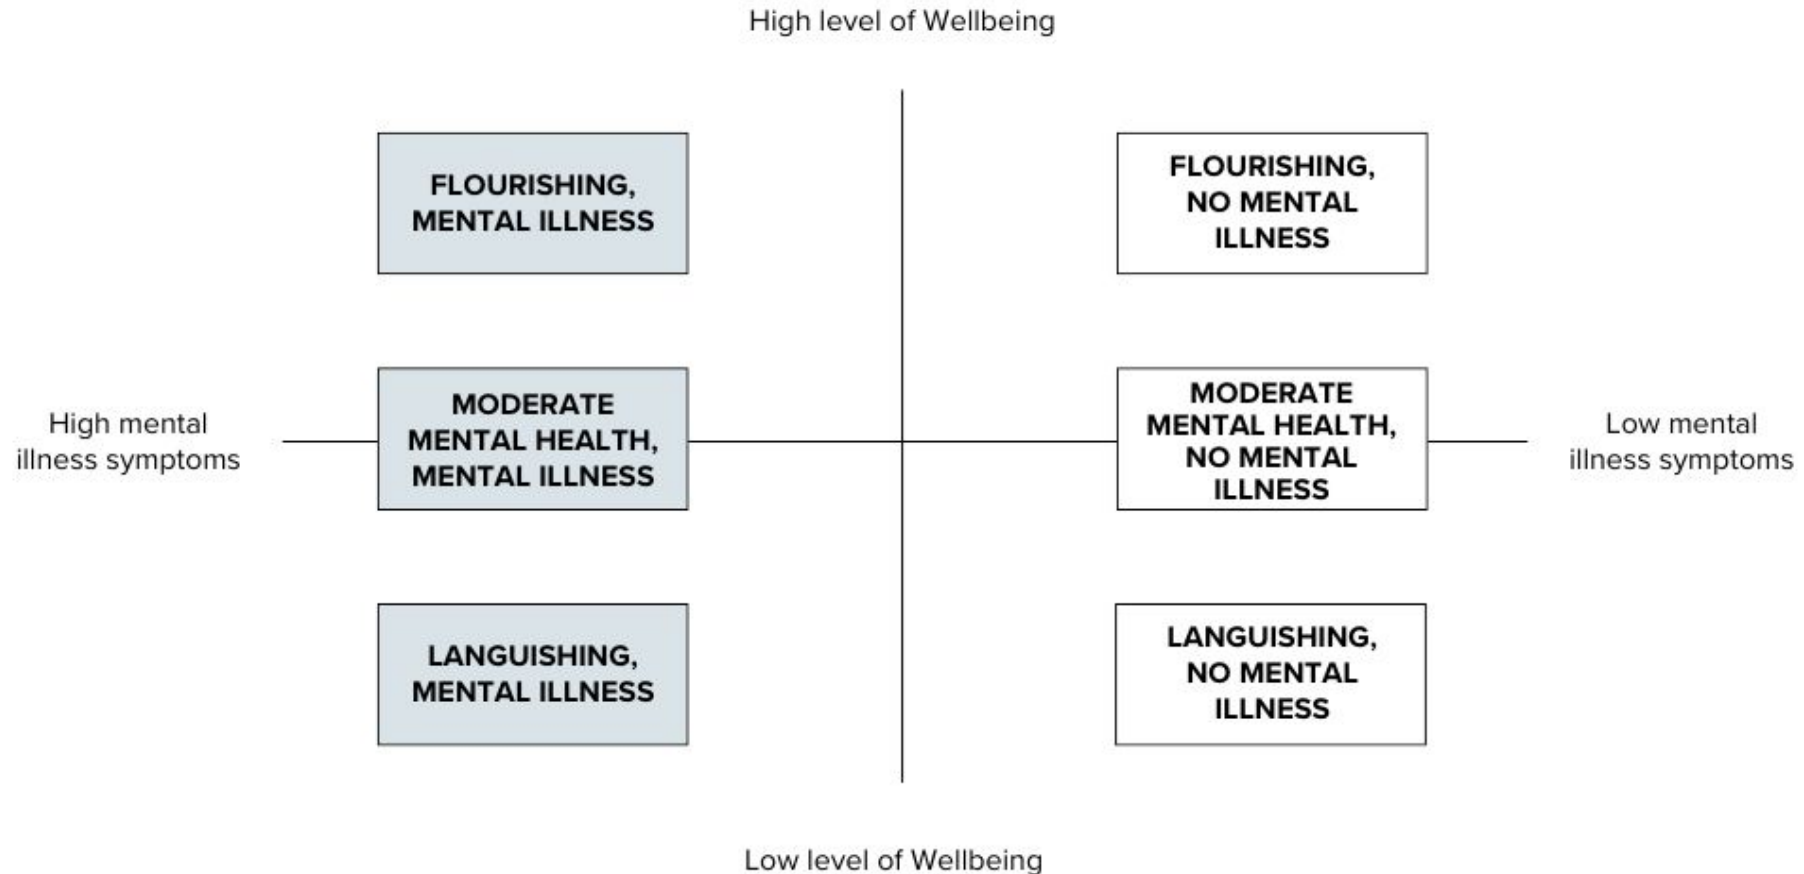 High level of Wellbeing
FLOURISHING,
MENTAL ILLNESS
FLOURISHING,
NO MENTAL
ILLNESS
High mental
illness symptoms
MODERATE
MENTAL HEALTH,
MENTAL ILLNESS
MODERATE
MENTAL HEALTH,
NO MENTAL
ILLNESS
Low mental
illness symptoms
LANGUISHING,
MENTAL ILLNESS
LANGUISHING,
NO MENTAL
ILLNESS
Low level of Wellbeing